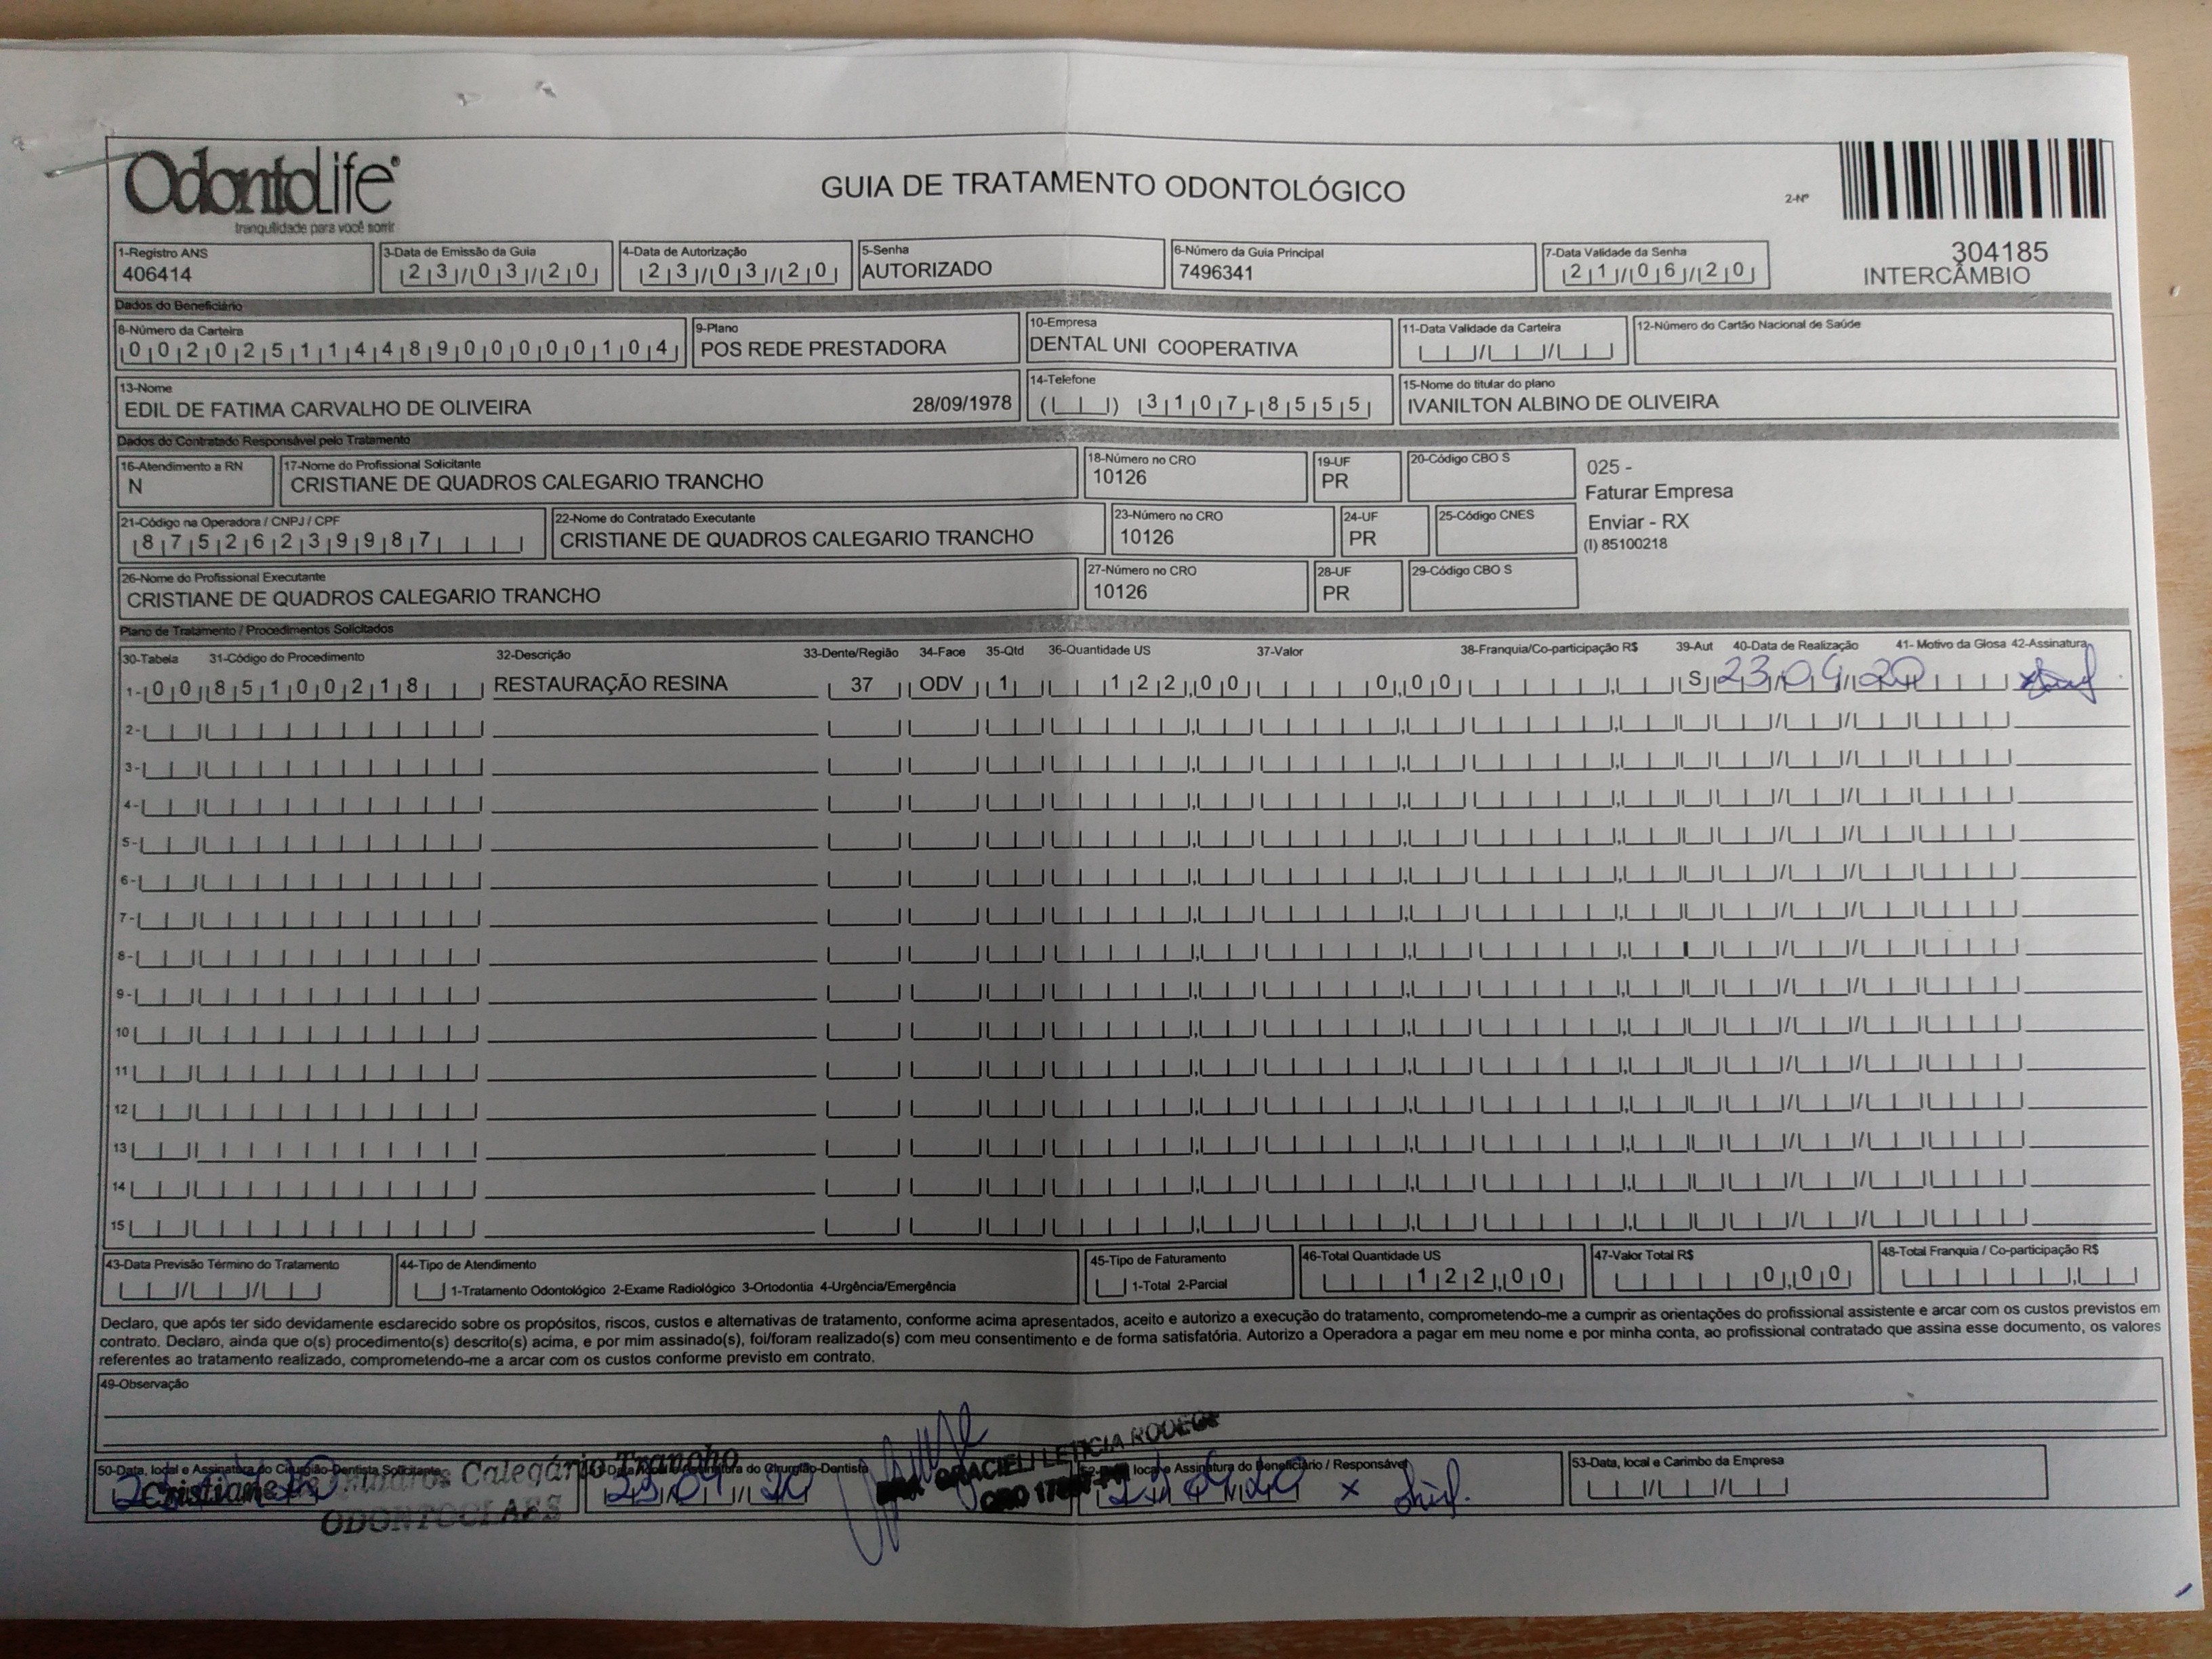 OdontoLife®
tranquilidade para você sorrir
GUIA DE TRATAMENTO ODONTOLÓGICO
2-Nº
304185
INTERCÂMBIO
1-Registro ANS
406414
3-Data de Emissão da Guia
23/03/20
4-Data de Autorização
23/03/20
5-Senha
AUTORIZADO
6-Número da Guia Principal
7496341
7-Data Validade da Senha
21/06/20
Dados do Beneficiário
8-Número da Carteira
00202511448900000104
9-Plano
POS REDE PRESTADORA
10-Empresa
DENTAL UNI COOPERATIVA
11-Data Validade da Carteira
12-Número do Cartão Nacional de Saúde
13-Nome
EDIL DE FATIMA CARVALHO DE OLIVEIRA 28/09/1978
14-Telefone
( ) 3107-8555
15-Nome do titular do plano
IVANILTON ALBINO DE OLIVEIRA
Dados do Contratado Responsável pelo Tratamento
16-Atendimento a RN
N
17-Nome do Profissional Solicitante
CRISTIANE DE QUADROS CALEGARIO TRANCHO
18-Número no CRO
10126
19-UF
PR
20-Código CBO S
025 -
Faturar Empresa
Enviar - RX
(I) 85100218
21-Código na Operadora / CNPJ / CPF
87526239987
22-Nome do Contratado Executante
CRISTIANE DE QUADROS CALEGARIO TRANCHO
23-Número no CRO
10126
24-UF
PR
25-Código CNES
26-Nome do Profissional Executante
CRISTIANE DE QUADROS CALEGARIO TRANCHO
27-Número no CRO
10126
28-UF
PR
29-Código CBO S
Plano de Tratamento / Procedimentos Solicitados
30-Tabela 31-Código do Procedimento 32-Descrição 33-Dente/Região 34-Face 35-Qtd 36-Quantidade US 37-Valor 38-Franquia/Co-participação R$ 39-Aut 40-Data de Realização 41- Motivo da Glosa 42-Assinatura
1- 00 85100218 RESTAURAÇÃO RESINA 37 ODV 1 122,00 0,00 S 23/04/20
2-
3-
4-
5-
6-
7-
8-
9-
10
11
12
13
14
15
43-Data Previsão Término do Tratamento
44-Tipo de Atendimento
1-Tratamento Odontológico 2-Exame Radiológico 3-Ortodontia 4-Urgência/Emergência
45-Tipo de Faturamento
1-Total 2-Parcial
46-Total Quantidade US
122,00
47-Valor Total R$
0,00
48-Total Franquia / Co-participação R$
Declaro, que após ter sido devidamente esclarecido sobre os propósitos, riscos, custos e alternativas de tratamento, conforme acima apresentados, aceito e autorizo a execução do tratamento, comprometendo-me a cumprir as orientações do profissional assistente e arcar com os custos previstos em
contrato. Declaro, ainda que o(s) procedimento(s) descrito(s) acima, e por mim assinado(s), foi/foram realizado(s) com meu consentimento e de forma satisfatória. Autorizo a Operadora a pagar em meu nome e por minha conta, ao profissional contratado que assina esse documento, os valores
referentes ao tratamento realizado, comprometendo-me a arcar com os custos conforme previsto em contrato.
49-Observação
50-Data, local e Assinatura do Cirurgião-Dentista Solicitante
Cristiane Quadros Calegário Trancho
Assinatura do Cirurgião-Dentista
23/04/20
GRACIELI LETICIA
CRO
local e Assinatura do Beneficiário / Responsável
x
53-Data, local e Carimbo da Empresa